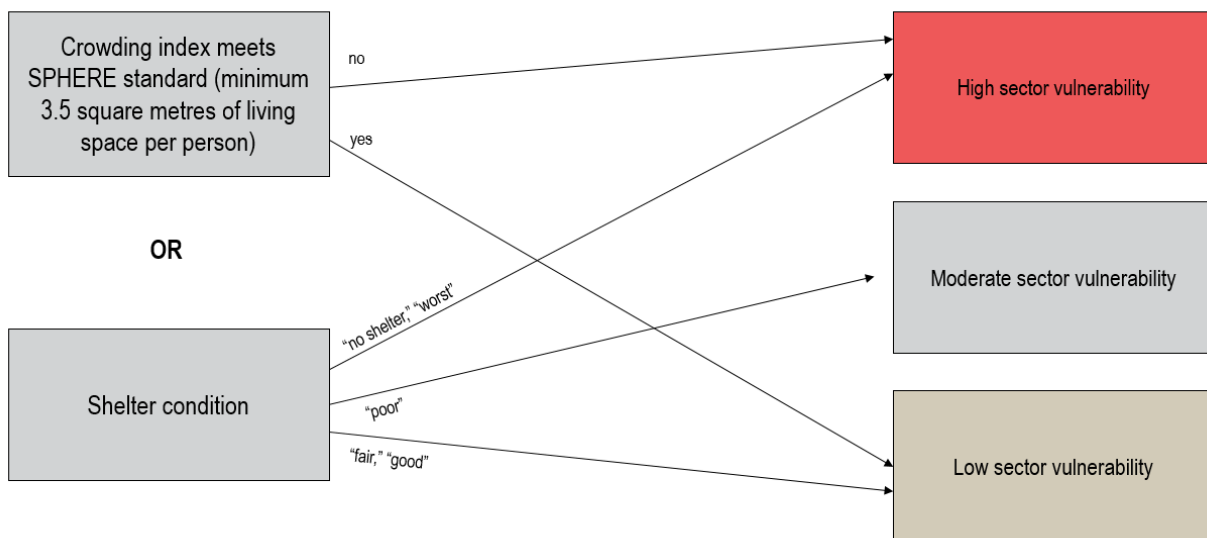 Crowding index meets
SPHERE standard (minimum
3.5 square metres of living
space per person)
no
yes
High sector vulnerability
OR
Moderate sector vulnerability
“no shelter,” “worst”
Shelter condition
“poor”
“fair,” “good”
Low sector vulnerability